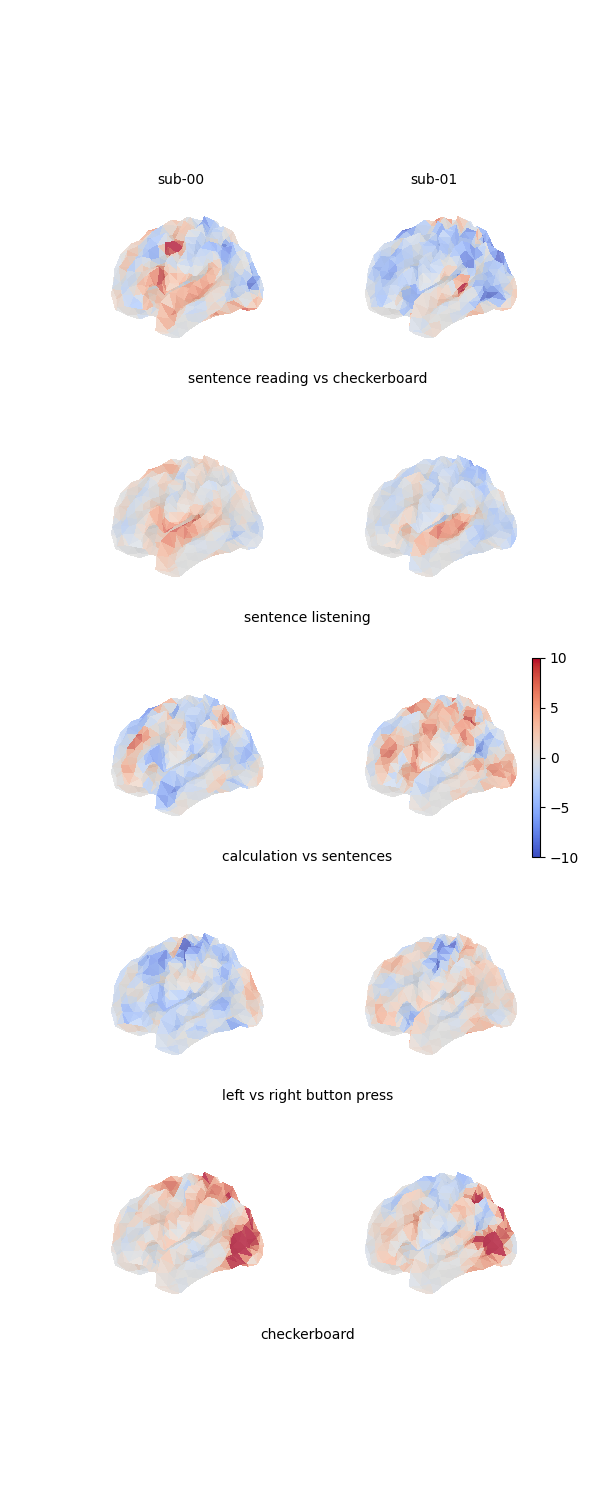 sub-00
sub-01
sentence reading vs checkerboard
sentence listening
10
5
0
−5
−10
calculation vs sentences
left vs right button press
checkerboard